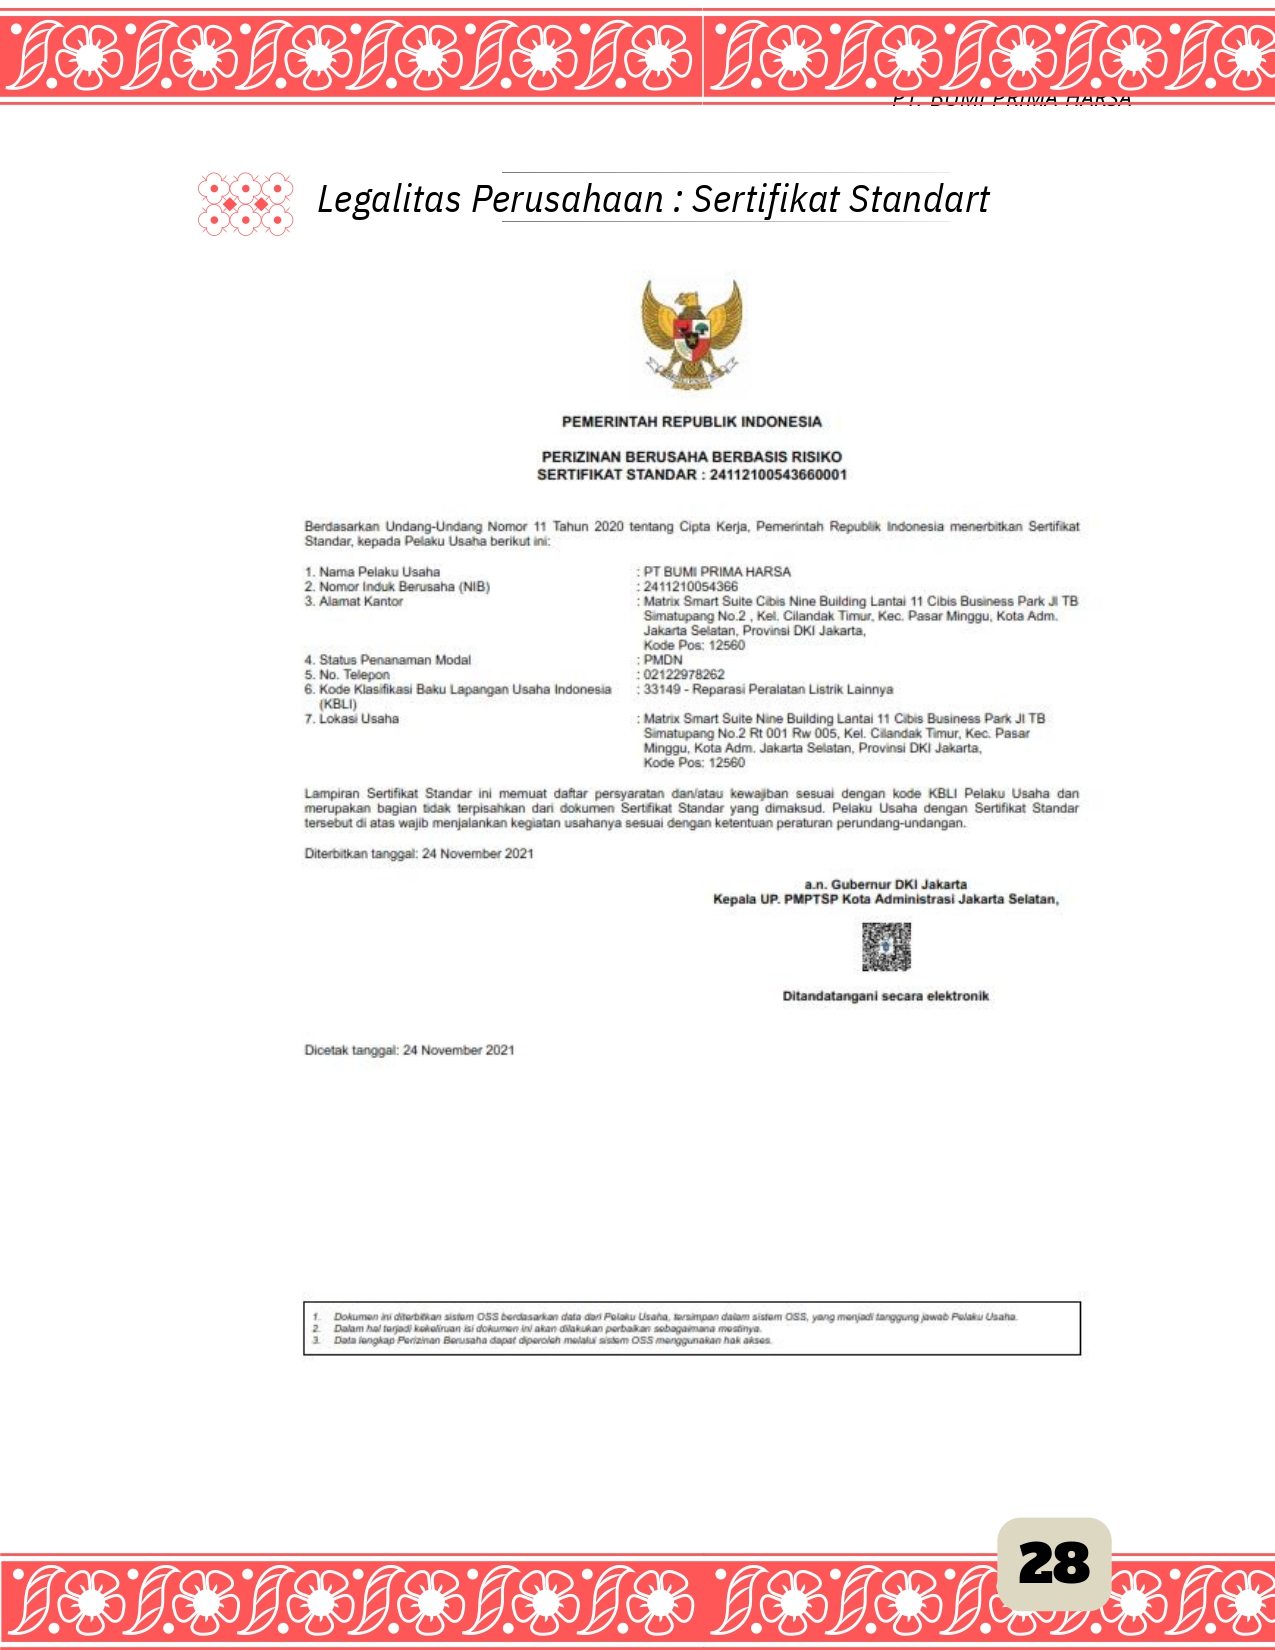 PT. BUMI PRIMA HARSA
Legalitas Perusahaan : Sertifikat Standart
PEMERINTAH REPUBLIK INDONESIA
PERIZINAN BERUSAHA BERBASIS RISIKO
SERTIFIKAT STANDAR : 24112100543660001
Berdasarkan Undang-Undang Nomor 11 Tahun 2020 tentang Cipta Kerja, Pemerintah Republik Indonesia menerbitkan Sertifikat
Standar, kepada Pelaku Usaha berikut ini:
1. Nama Pelaku Usaha : PT BUMI PRIMA HARSA
2. Nomor Induk Berusaha (NIB) : 2411210054366
3. Alamat Kantor : Matrix Smart Suite Cibis Nine Building Lantai 11 Cibis Business Park Jl TB
Simatupang No.2 , Kel. Cilandak Timur, Kec. Pasar Minggu, Kota Adm.
Jakarta Selatan, Provinsi DKI Jakarta,
Kode Pos: 12560
4. Status Penanaman Modal : PMDN
5. No. Telepon : 02122978262
6. Kode Klasifikasi Baku Lapangan Usaha Indonesia : 33149 - Reparasi Peralatan Listrik Lainnya
(KBLI)
7. Lokasi Usaha : Matrix Smart Suite Nine Building Lantai 11 Cibis Business Park Jl TB
Simatupang No.2 Rt 001 Rw 005, Kel. Cilandak Timur, Kec. Pasar
Minggu, Kota Adm. Jakarta Selatan, Provinsi DKI Jakarta,
Kode Pos: 12560
Lampiran Sertifikat Standar ini memuat daftar persyaratan dan/atau kewajiban sesuai dengan kode KBLI Pelaku Usaha dan
merupakan bagian tidak terpisahkan dari dokumen Sertifikat Standar yang dimaksud. Pelaku Usaha dengan Sertifikat Standar
tersebut di atas wajib menjalankan kegiatan usahanya sesuai dengan ketentuan peraturan perundang-undangan.
Diterbitkan tanggal: 24 November 2021
a.n. Gubernur DKI Jakarta
Kepala UP. PMPTSP Kota Administrasi Jakarta Selatan,
Ditandatangani secara elektronik
Dicetak tanggal: 24 November 2021
1. Dokumen ini diterbitkan sistem OSS berdasarkan data dari Pelaku Usaha, tersimpan dalam sistem OSS, yang menjadi tanggung jawab Pelaku Usaha.
2. Dalam hal terjadi kekeliruan isi dokumen ini akan dilakukan perbaikan sebagaimana mestinya.
3. Data lengkap Perizinan Berusaha dapat diperoleh melalui sistem OSS menggunakan hak akses.
28